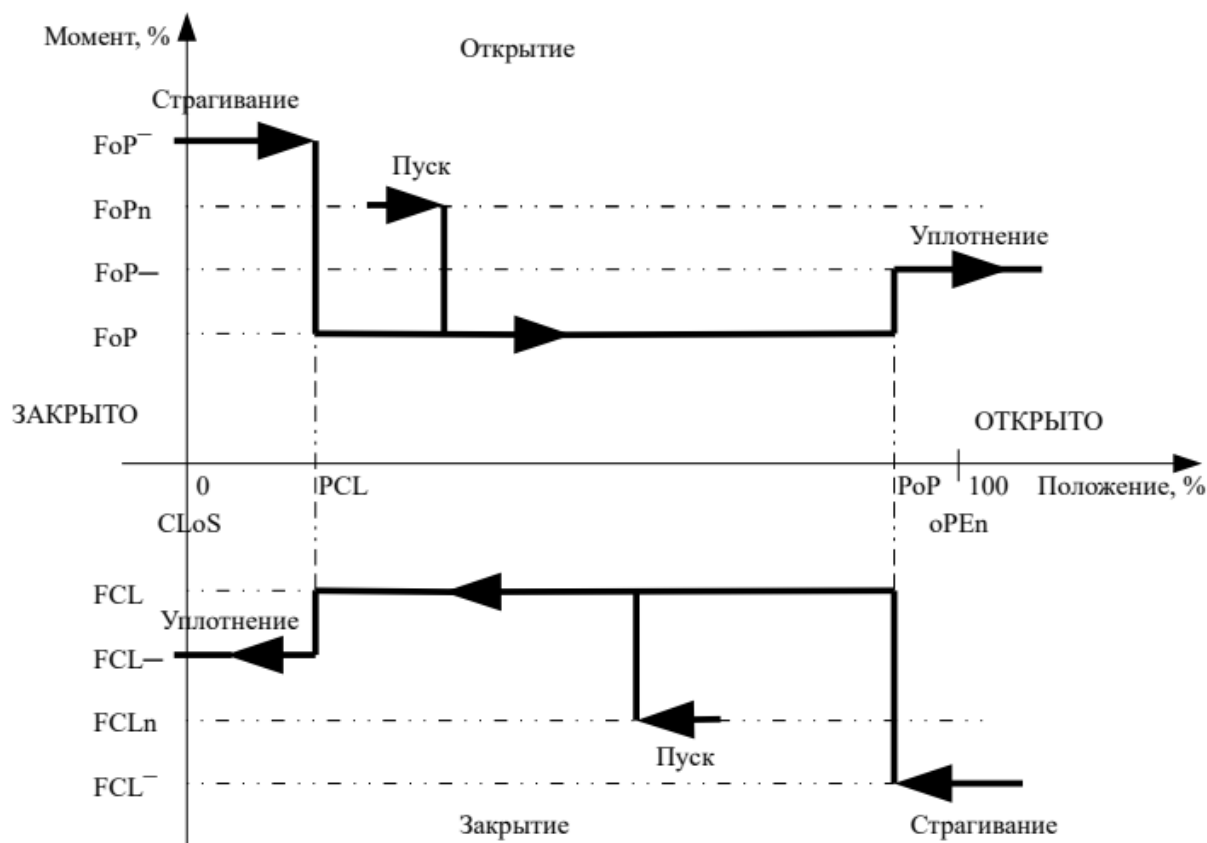 Момент, %
Открытие
Страгивание
FoP¯
Пуск
FoPn
Уплотнение
FoP—
FoP
ЗАКРЫТО
ОТКРЫТО
0
PCL
PoP
100
Положение, %
CLoS
oPEn
FCL
Уплотнение
FCL—
FCLn
Пуск
FCL¯
Закрытие
Страгивание